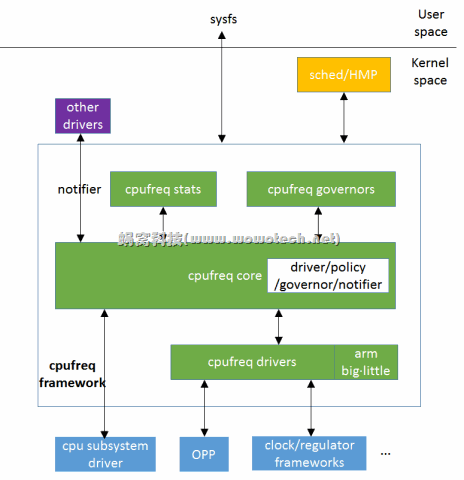 sysfs
User
space
Kernel
space
sched/HMP
other
drivers
notifier
cpufreq stats
cpufreq governors
蜗窝科技(www.wowotech.net)
cpufreq core
driver/policy
/governor/notifier
cpufreq drivers
arm
big·little
cpufreq
framework
cpu subsystem
driver
OPP
clock/regulator
frameworks
...